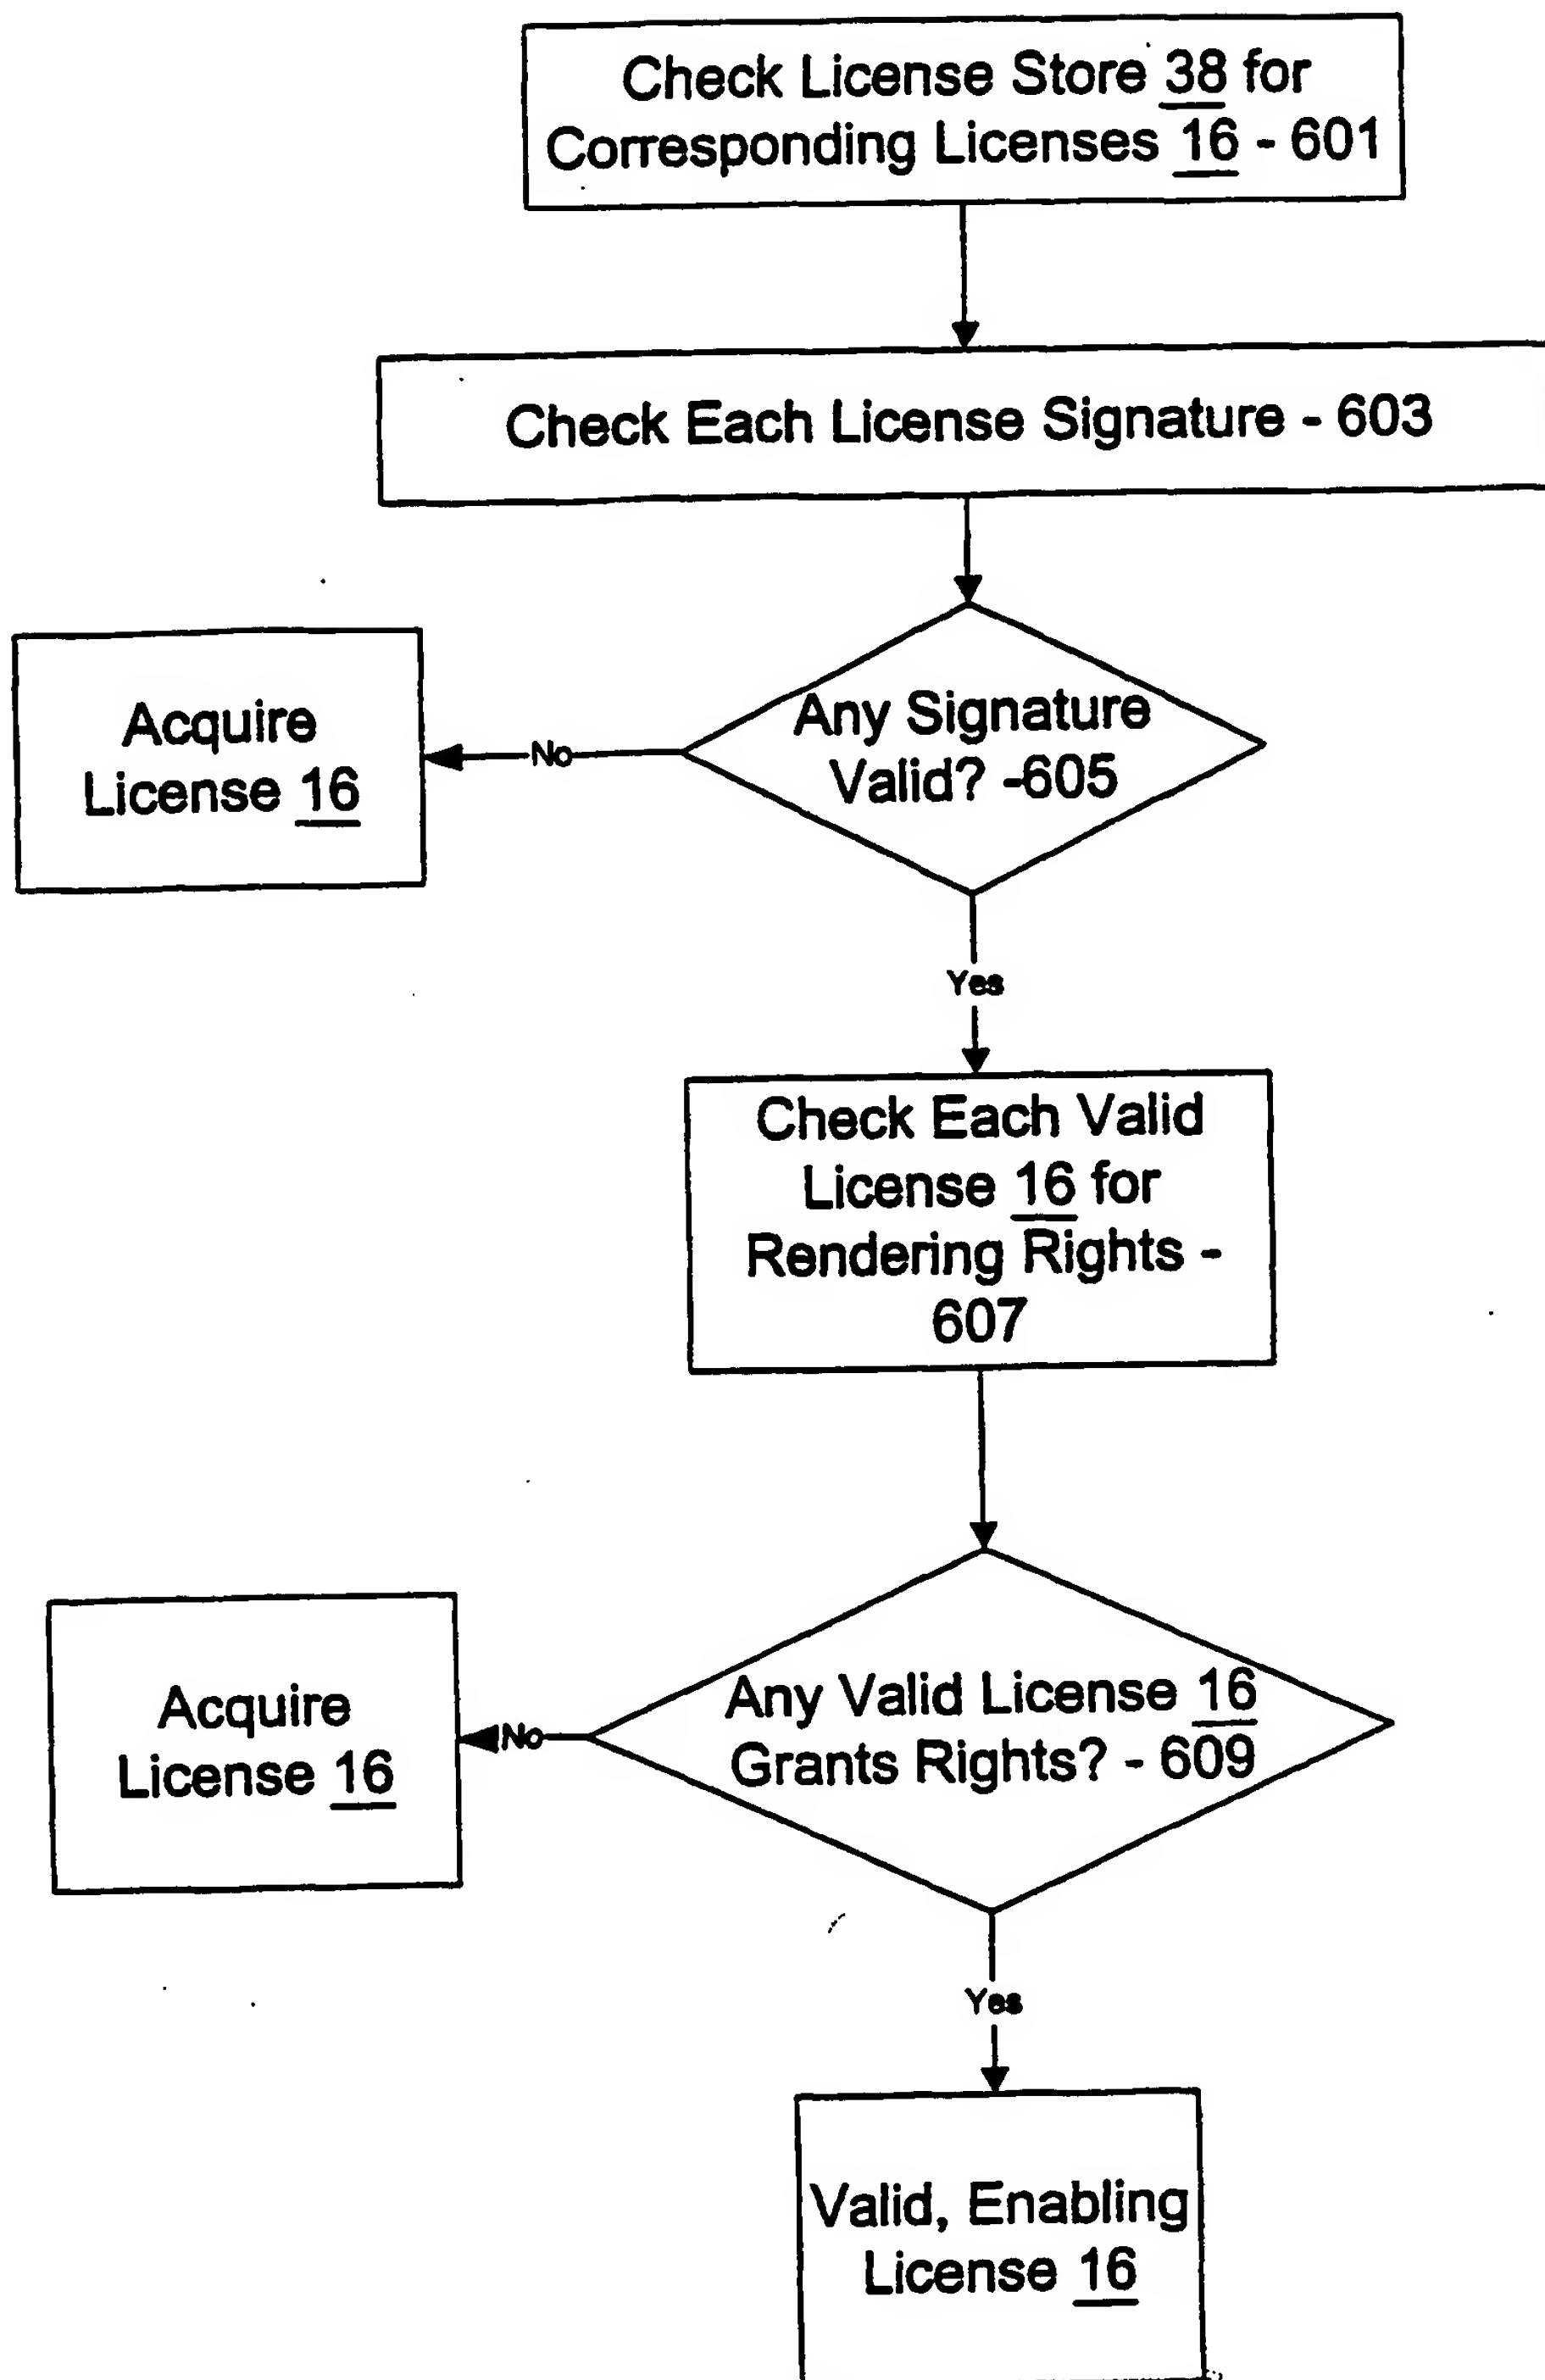 Check License Store 38 for
Corresponding Licenses 16 - 601
Check Each License Signature - 603
Any Signature
Valid? -605
No
Acquire
License 16
Yes
Check Each Valid
License 16 for
Rendering Rights -
607
Any Valid License 16
Grants Rights? - 609
No
Acquire
License 16
Yes
Valid, Enabling
License 16